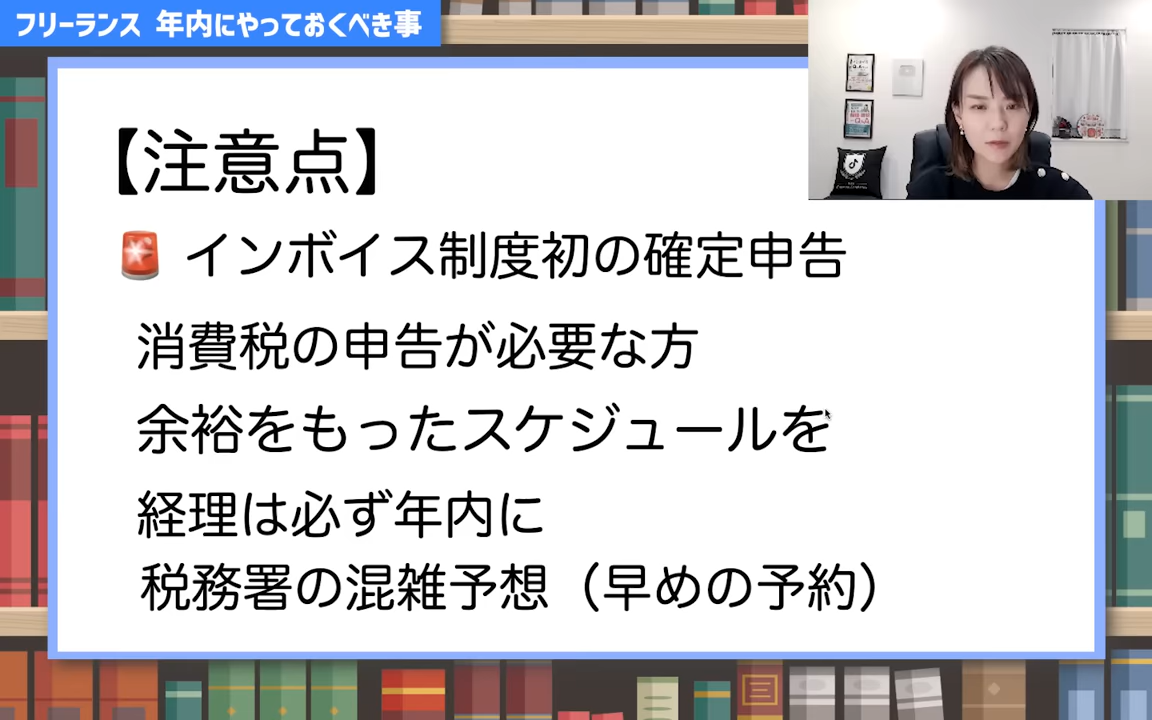 フリーランス 年内にやっておくべき事
【注意点】
🚨 インボイス制度初の確定申告
消費税の申告が必要な方
余裕をもったスケジュールを
経理は必ず年内に
税務署の混雑予想（早めの予約）